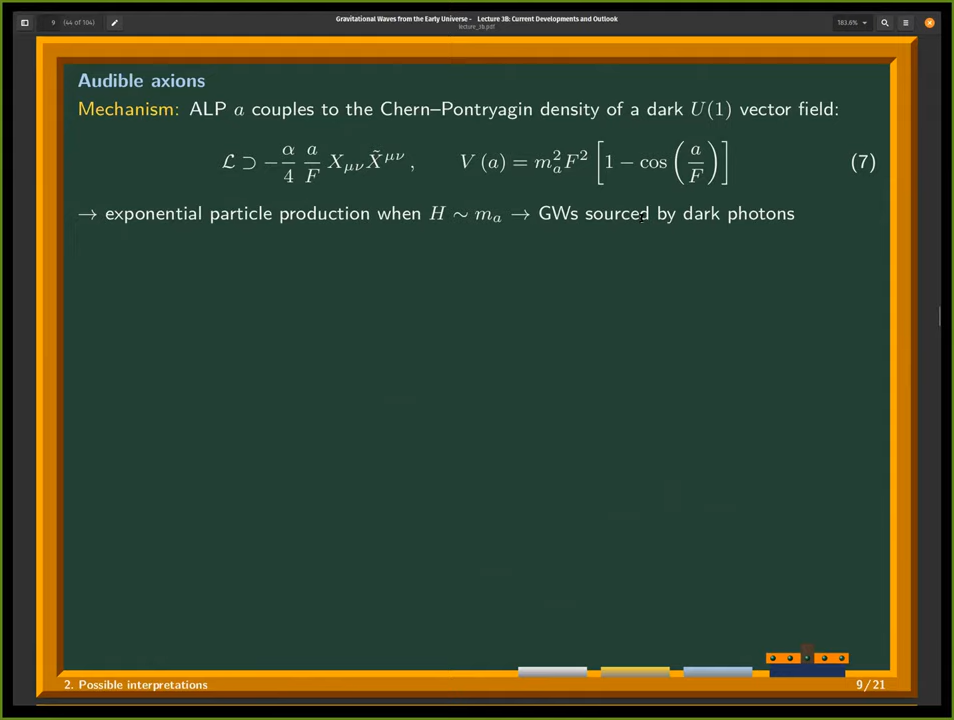 Gravitational Waves from the Early Universe - Lecture 3B: Current Developments and Outlook
lecture_3b.pdf
9 (44 of 104)
183.6%
Audible axions
Mechanism: ALP a couples to the Chern–Pontryagin density of a dark U(1) vector field:
ℒ ⊃ −α/4 a/F X_{μν} X̃^{μν} , V (a) = m_a^2 F^2 [1 − cos (a/F)] (7)
→ exponential particle production when H ∼ m_a → GWs sourced by dark photons
2. Possible interpretations
9/21